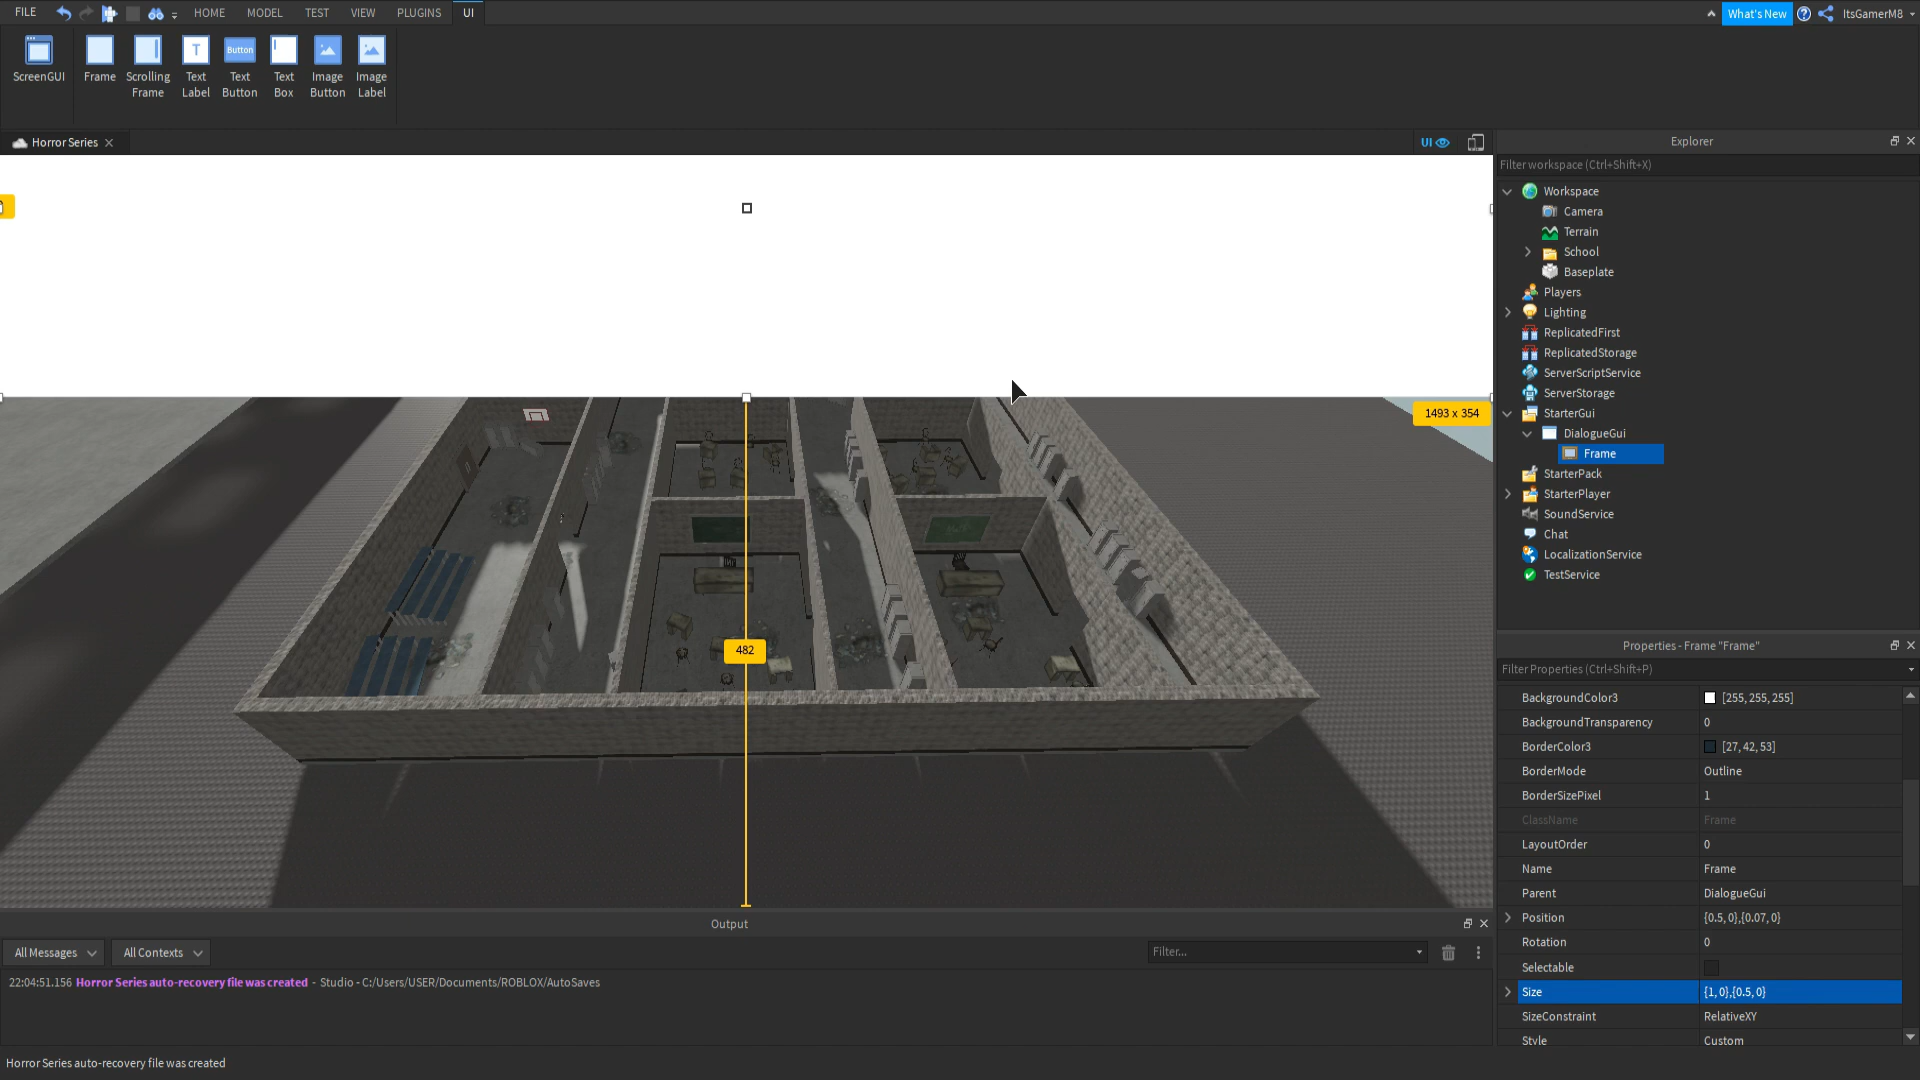 FILE HOME MODEL TEST VIEW PLUGINS UI What's New ItsGamerM8
ScreenGUI Frame Scrolling Frame T Text Label Button Text Button Text Box Image Button Image Label
Horror Series UI
Explorer
Filter workspace (Ctrl+Shift+X)
Workspace
Camera
Terrain
School
Baseplate
Players
Lighting
ReplicatedFirst
ReplicatedStorage
ServerScriptService
ServerStorage
StarterGui
DialogueGui
Frame
StarterPack
StarterPlayer
SoundService
Chat
LocalizationService
TestService
1493 x 354
482
Properties - Frame "Frame"
Filter Properties (Ctrl+Shift+P)
BackgroundColor3 [255, 255, 255]
BackgroundTransparency 0
BorderColor3 [27, 42, 53]
BorderMode Outline
BorderSizePixel 1
ClassName Frame
LayoutOrder 0
Name Frame
Parent DialogueGui
Position {0.5, 0},{0.07, 0}
Rotation 0
Selectable
Size {1, 0},{0.5, 0}
SizeConstraint RelativeXY
Style Custom
Output
All Messages All Contexts Filter...
22:04:51.156 Horror Series auto-recovery file was created - Studio - C:/Users/USER/Documents/ROBLOX/AutoSaves
Horror Series auto-recovery file was created